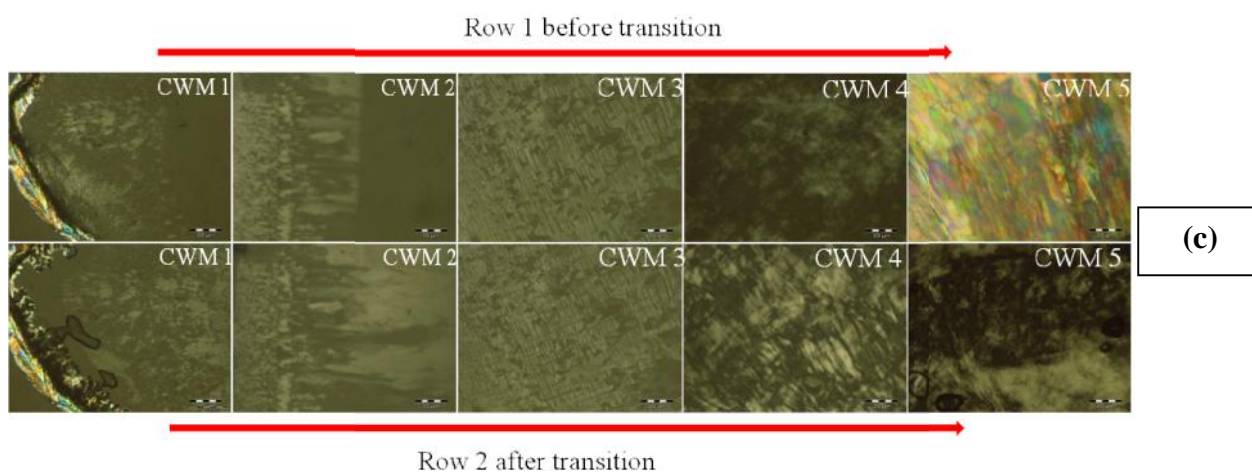 Row 1 before transition
CWM 1 CWM 2 CWM 3 CWM 4 CWM 5
(c)
CWM 1 CWM 2 CWM 3 CWM 4 CWM 5
Row 2 after transition